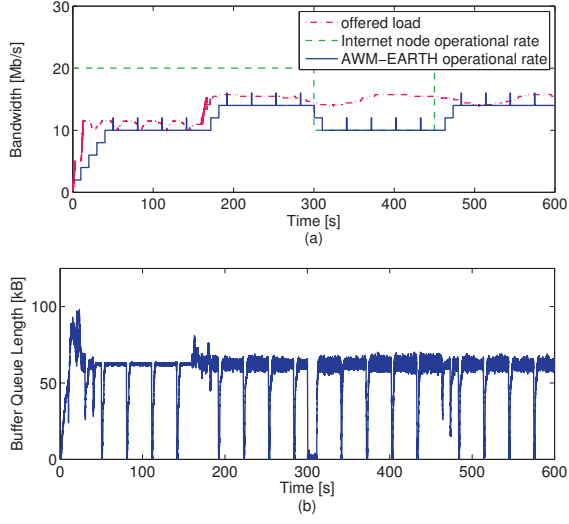 30
20
10
0
Bandwidth [Mb/s]
offered load
Internet node operational rate
AWM−EARTH operational rate
0
100
200
300
400
500
600
Time [s]
(a)
100
50
0
Buffer Queue Length [kB]
0
100
200
300
400
500
600
Time [s]
(b)